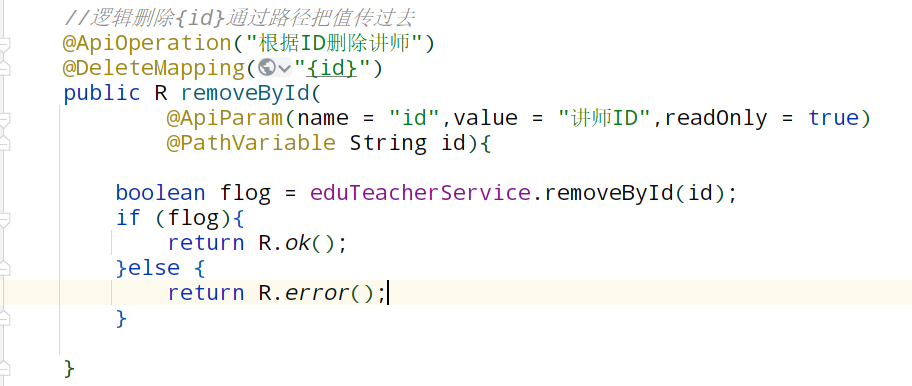 //逻辑删除{id}通过路径把值传过去
@ApiOperation("根据ID删除讲师")
@DeleteMapping("{id}")
public R removeById(
@ApiParam(name = "id",value = "讲师ID",readOnly = true)
@PathVariable String id){
boolean flog = eduTeacherService.removeById(id);
if (flog){
return R.ok();
}else {
return R.error();
}
}